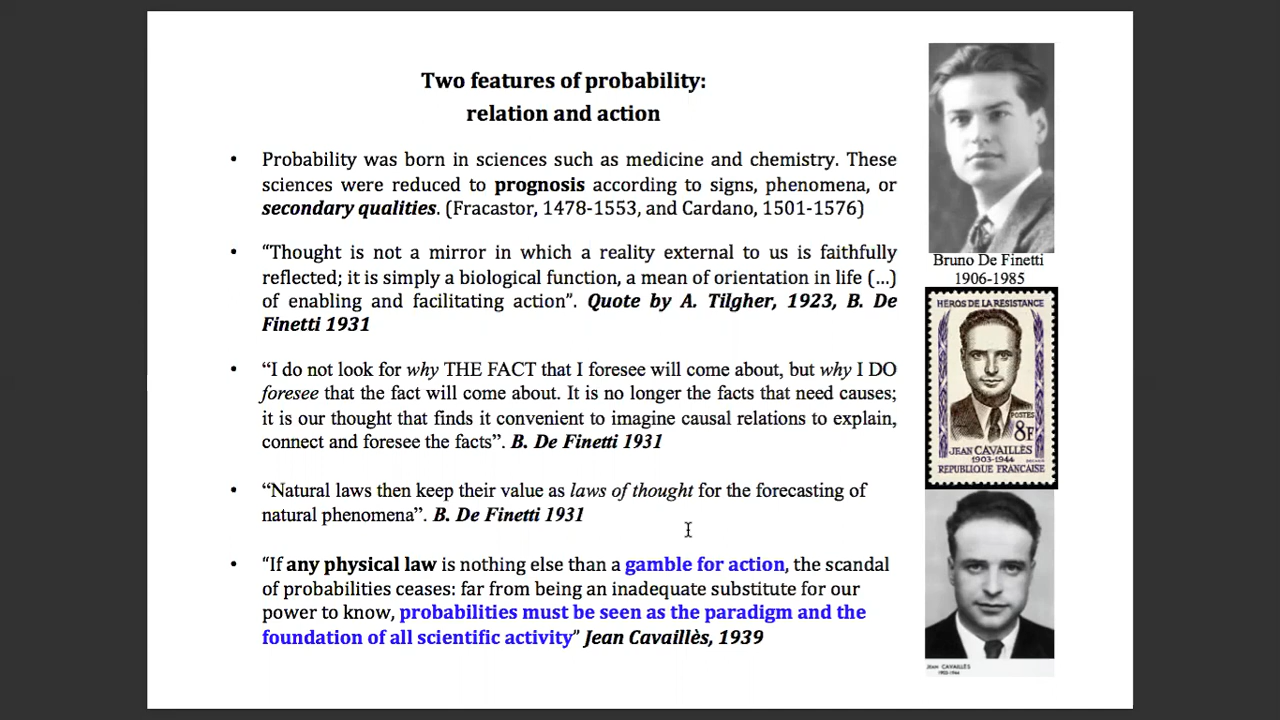 Two features of probability:
relation and action
• Probability was born in sciences such as medicine and chemistry. These
sciences were reduced to prognosis according to signs, phenomena, or
secondary qualities. (Fracastor, 1478-1553, and Cardano, 1501-1576)
• “Thought is not a mirror in which a reality external to us is faithfully
reflected; it is simply a biological function, a mean of orientation in life (…)
of enabling and facilitating action”. Quote by A. Tilgher, 1923, B. De
Finetti 1931
• “I do not look for why THE FACT that I foresee will come about, but why I DO
foresee that the fact will come about. It is no longer the facts that need causes;
it is our thought that finds it convenient to imagine causal relations to explain,
connect and foresee the facts”. B. De Finetti 1931
• “Natural laws then keep their value as laws of thought for the forecasting of
natural phenomena”. B. De Finetti 1931
• “If any physical law is nothing else than a gamble for action, the scandal
of probabilities ceases: far from being an inadequate substitute for our
power to know, probabilities must be seen as the paradigm and the
foundation of all scientific activity” Jean Cavaillès, 1939
Bruno De Finetti
1906-1985
HÉROS DE LA RESISTANCE
POSTES
8F
JEAN CAVAILLÈS
1903-1944
REPUBLIQUE FRANCAISE
JEAN CAVAILLÈS
1903-1944